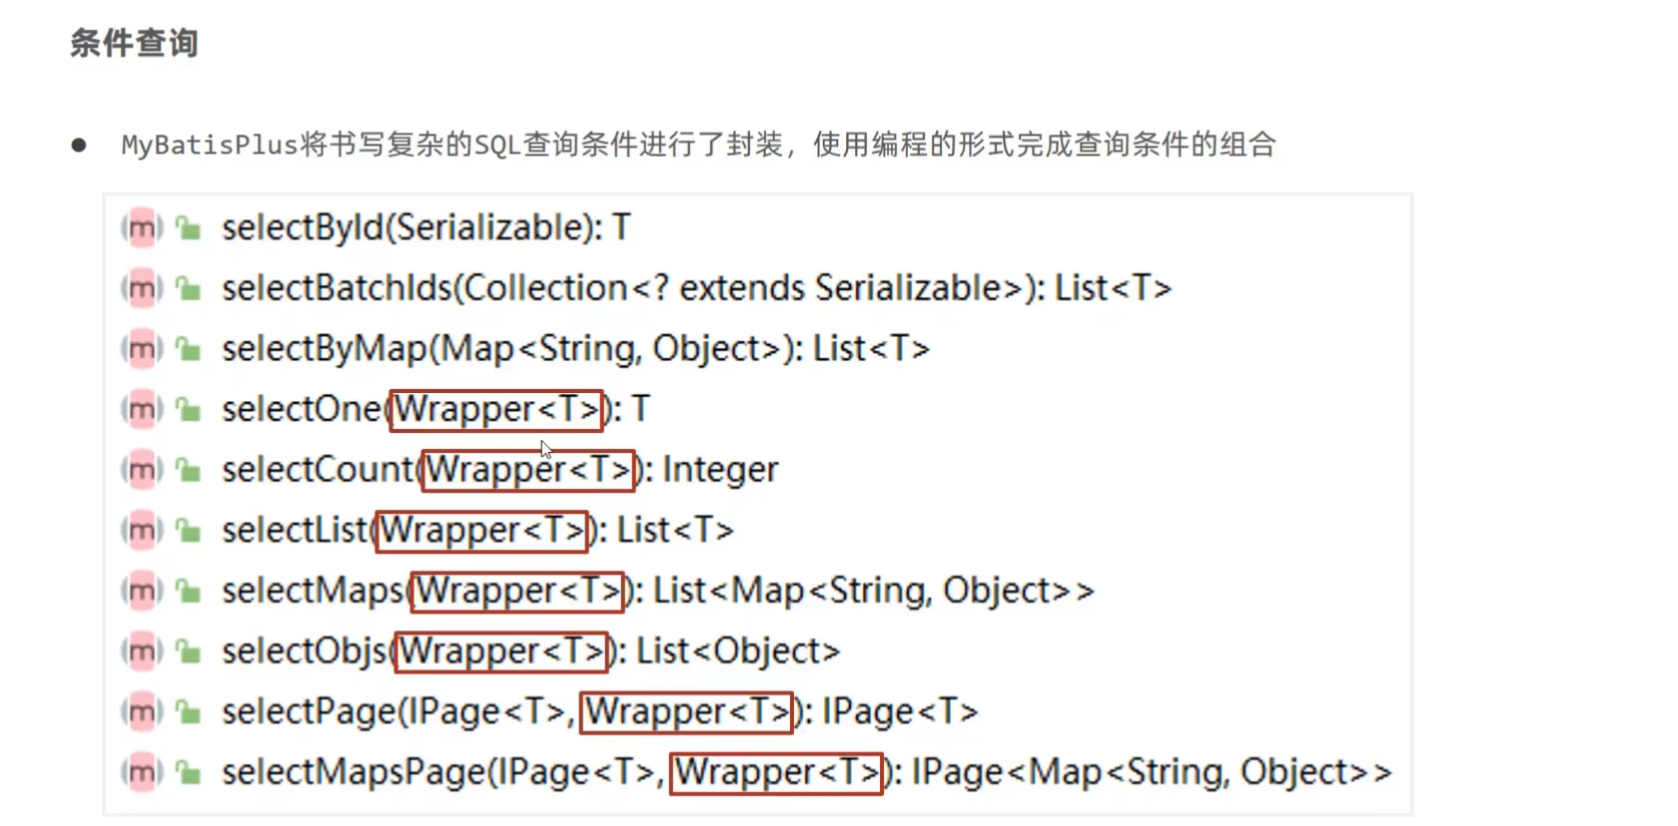 条件查询
● MyBatisPlus将书写复杂的SQL查询条件进行了封装，使用编程的形式完成查询条件的组合
m selectById(Serializable): T
m selectBatchIds(Collection<? extends Serializable>): List<T>
m selectByMap(Map<String, Object>): List<T>
m selectOne(Wrapper<T>): T
m selectCount(Wrapper<T>): Integer
m selectList(Wrapper<T>): List<T>
m selectMaps(Wrapper<T>): List<Map<String, Object>>
m selectObjs(Wrapper<T>): List<Object>
m selectPage(IPage<T>, Wrapper<T>): IPage<T>
m selectMapsPage(IPage<T>, Wrapper<T>): IPage<Map<String, Object>>